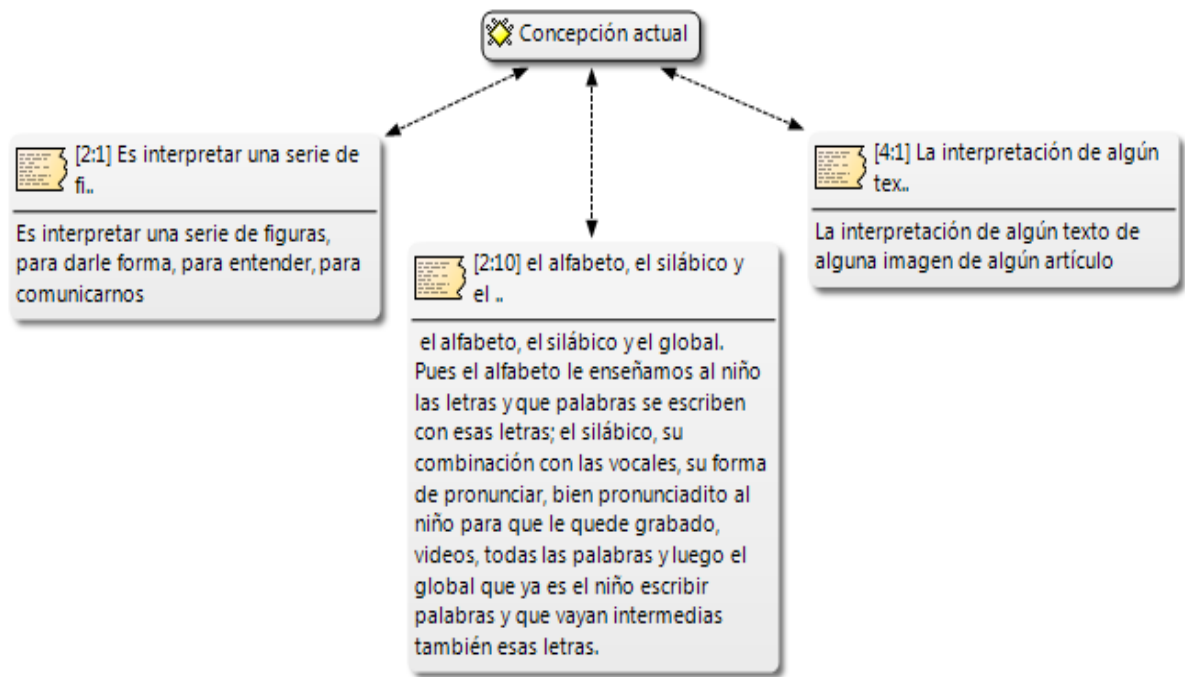 Concepción actual
[2:1] Es interpretar una serie de
fi..
Es interpretar una serie de figuras,
para darle forma, para entender, para
comunicarnos
[2:10] el alfabeto, el silábico y
el ..
el alfabeto, el silábico y el global.
Pues el alfabeto le enseñamos al niño
las letras y que palabras se escriben
con esas letras; el silábico, su
combinación con las vocales, su forma
de pronunciar, bien pronunciadito al
niño para que le quede grabado,
videos, todas las palabras y luego el
global que ya es el niño escribir
palabras y que vayan intermedias
también esas letras.
[4:1] La interpretación de algún
tex..
La interpretación de algún texto de
alguna imagen de algún artículo